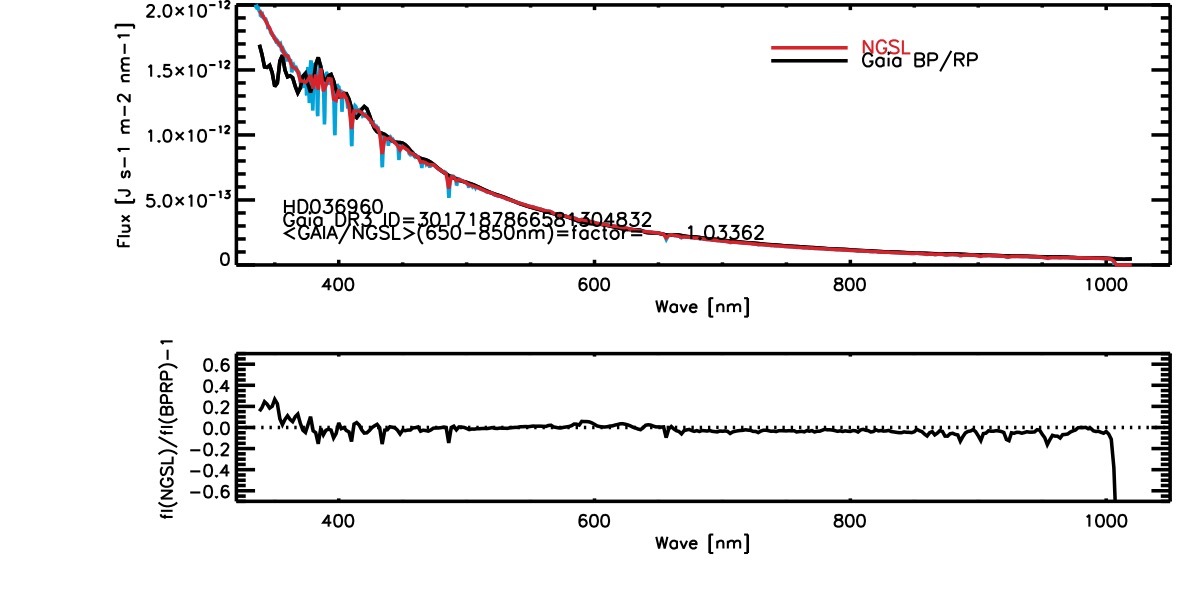 2.0×10⁻¹²
1.5×10⁻¹²
1.0×10⁻¹²
5.0×10⁻¹³
0
Flux [J s−1 m−2 nm−1]
NGSL
Gaia BP/RP
HD036960
Gaia DR3 ID=3017187866581304832
<GAIA/NGSL>(650−850nm)=factor= 1.03362
400 600 800 1000
Wave [nm]
0.6
0.4
0.2
0.0
−0.2
−0.4
−0.6
fl(NGSL)/fl(BPRP)−1
400 600 800 1000
Wave [nm]